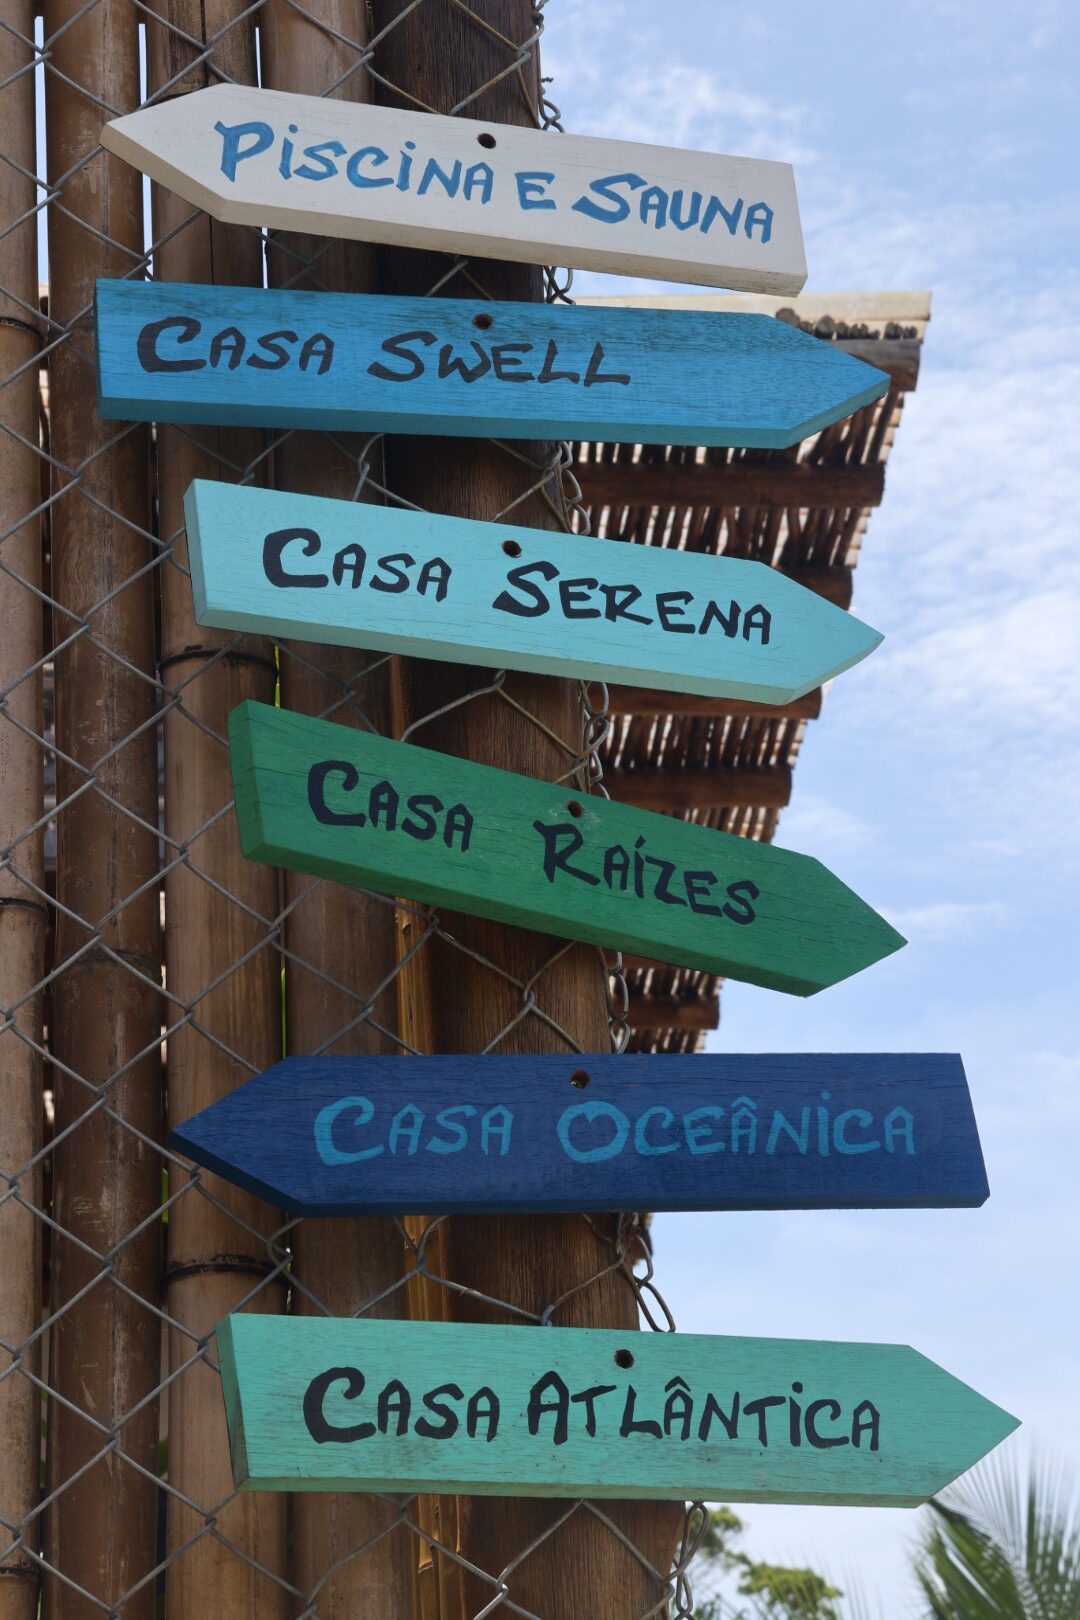 PiSCiNA E SAUNA
CASA SWELL
CASA SERENA
CASA RAÍZES
CASA OCEÂNiCA
CASA ATLÂNTiCA